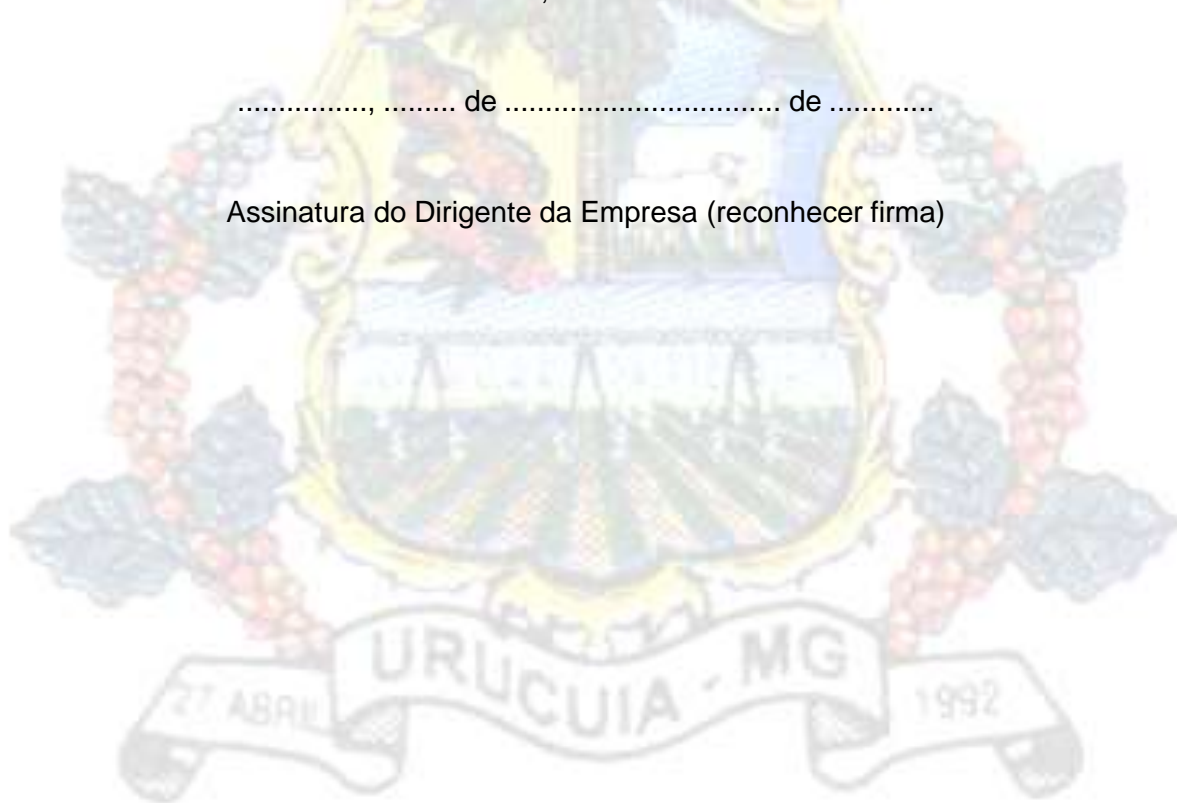 ................, ......... de .................................. de .............
Assinatura do Dirigente da Empresa (reconhecer firma)
URUCUIA - MG
27 ABRIL
1992